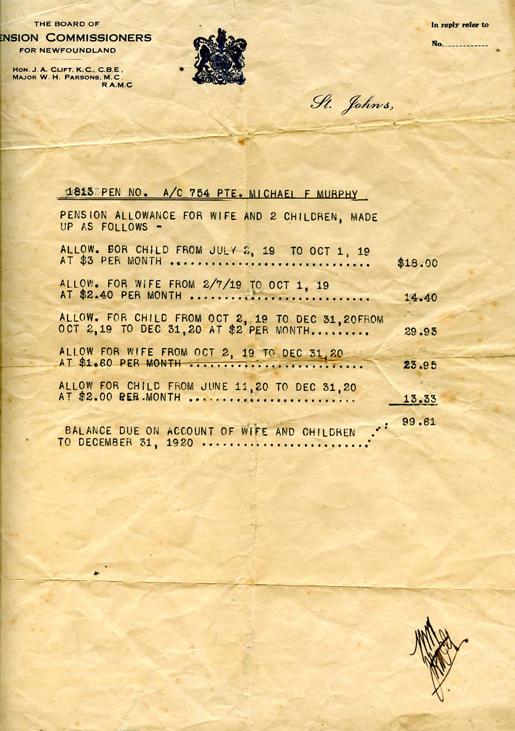 THE BOARD OF
ENSION COMMISSIONERS
FOR NEWFOUNDLAND
HON. J. A. CLIFT, K.C., C.B.E,
MAJOR W. H. PARSONS, M.C.
R.A.M.C
In reply refer to
No.............
St. John's,
1813 PEN NO. A/C 754 PTE. MICHAEL F MURPHY
PENSION ALLOWANCE FOR WIFE AND 2 CHILDREN, MADE
UP AS FOLLOWS -
ALLOW. BOR CHILD FROM JULY 2, 19 TO OCT 1, 19
AT $3 PER MONTH .......................... $18.00
ALLOW. FOR WIFE FROM 2/7/19 TO OCT 1, 19
AT $2.40 PER MONTH ....................... 14.40
ALLOW. FOR CHILD FROM OCT 2, 19 TO DEC 31,20FROM
OCT 2,19 TO DEC 31,20 AT $2 PER MONTH........ 29.93
ALLOW FOR WIFE FROM OCT 2, 19 TO DEC 31,20
AT $1.60 PER MONTH ....................... 23.95
ALLOW FOR CHILD FROM JUNE 11,20 TO DEC 31,20
AT $2.00 PER.MONTH ..................... 13.33
99.61
BALANCE DUE ON ACCOUNT OF WIFE AND CHILDREN
TO DECEMBER 31, 1920 .....................